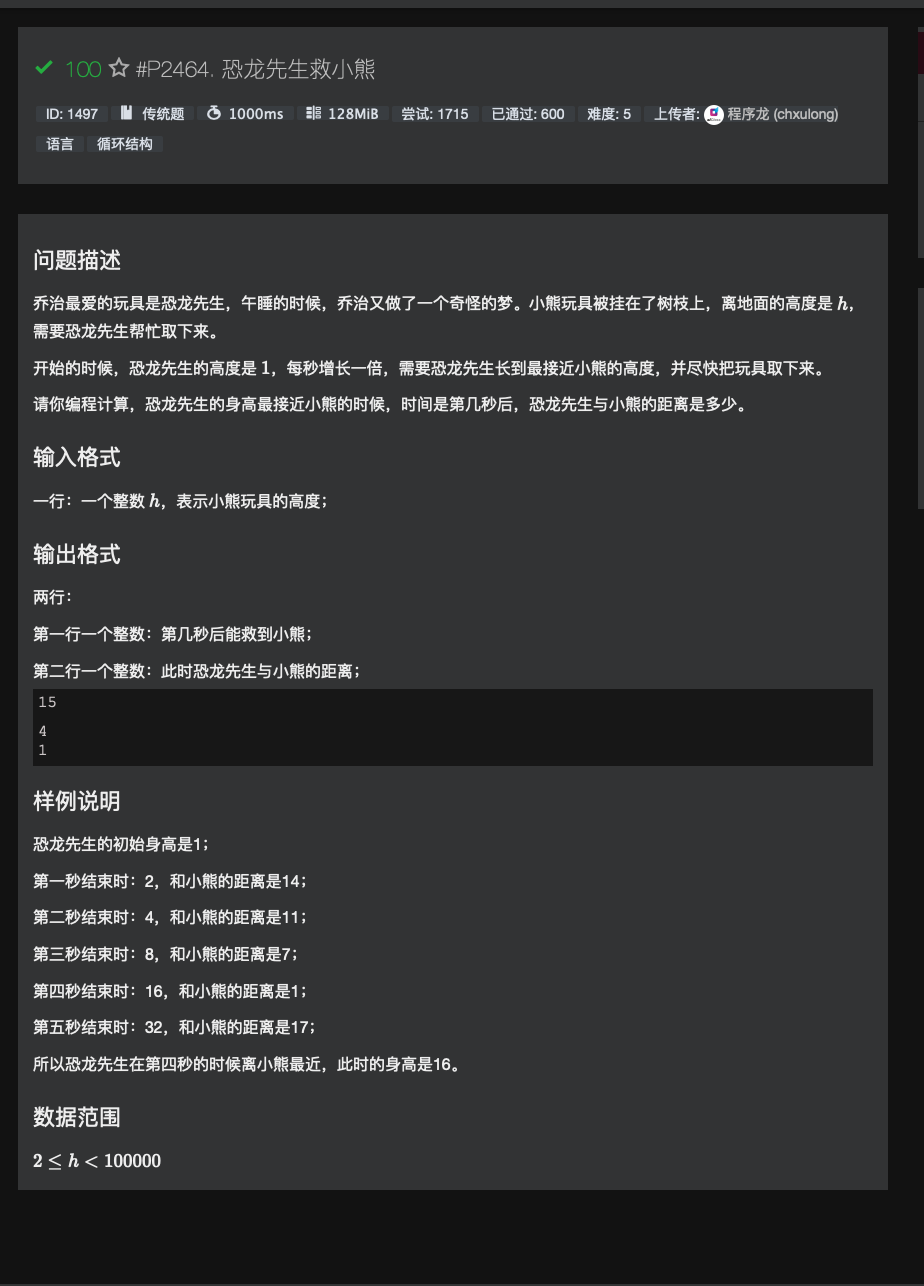 100 #P2464. 恐龙先生救小熊
ID: 1497 传统题 1000ms 128MiB 尝试: 1715 已通过: 600 难度: 5 上传者: 程序龙 (chxulong)
语言 循环结构
问题描述
乔治最爱的玩具是恐龙先生，午睡的时候，乔治又做了一个奇怪的梦。小熊玩具被挂在了树枝上，离地面的高度是 h，
需要恐龙先生帮忙取下来。
开始的时候，恐龙先生的高度是 1，每秒增长一倍，需要恐龙先生长到最接近小熊的高度，并尽快把玩具取下来。
请你编程计算，恐龙先生的身高最接近小熊的时候，时间是第几秒后，恐龙先生与小熊的距离是多少。
输入格式
一行：一个整数 h，表示小熊玩具的高度；
输出格式
两行：
第一行一个整数：第几秒后能救到小熊；
第二行一个整数：此时恐龙先生与小熊的距离；
15
4
1
样例说明
恐龙先生的初始身高是1；
第一秒结束时：2，和小熊的距离是14；
第二秒结束时：4，和小熊的距离是11；
第三秒结束时：8，和小熊的距离是7；
第四秒结束时：16，和小熊的距离是1；
第五秒结束时：32，和小熊的距离是17；
所以恐龙先生在第四秒的时候离小熊最近，此时的身高是16。
数据范围
2 ≤ h < 100000